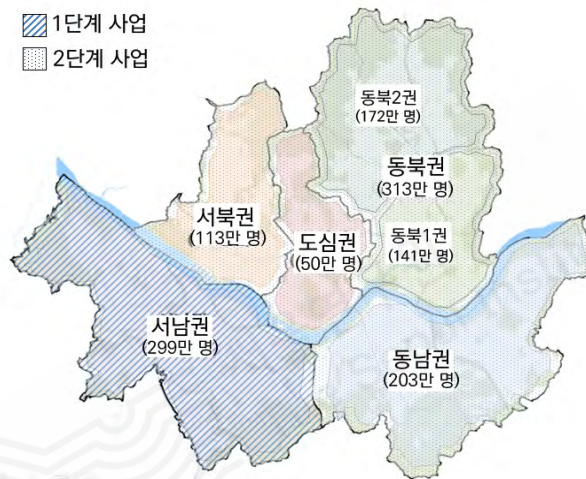 1단계 사업
2단계 사업
동북2권
(172만 명)
동북권
(313만 명)
서북권
(113만 명)
도심권
(50만 명)
동북1권
(141만 명)
서남권
(299만 명)
동남권
(203만 명)